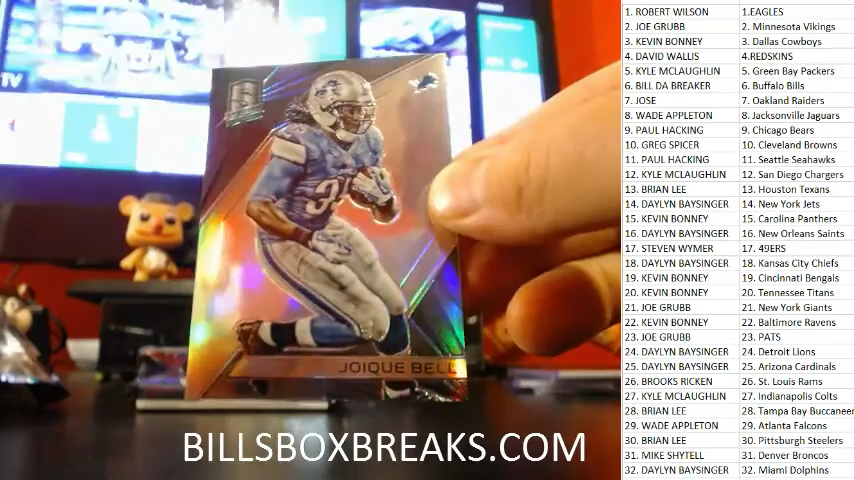 TV
35
JOIQUE BELL
BILLSBOXBREAKS.COM
1. ROBERT WILSON 1.EAGLES
2. JOE GRUBB 2. Minnesota Vikings
3. KEVIN BONNEY 3. Dallas Cowboys
4. DAVID WALLIS 4.REDSKINS
5. KYLE MCLAUGHLIN 5. Green Bay Packers
6. BILL DA BREAKER 6. Buffalo Bills
7. JOSE 7. Oakland Raiders
8. WADE APPLETON 8. Jacksonville Jaguars
9. PAUL HACKING 9. Chicago Bears
10. GREG SPICER 10. Cleveland Browns
11. PAUL HACKING 11. Seattle Seahawks
12. KYLE MCLAUGHLIN 12. San Diego Chargers
13. BRIAN LEE 13. Houston Texans
14. DAYLYN BAYSINGER 14. New York Jets
15. KEVIN BONNEY 15. Carolina Panthers
16. DAYLYN BAYSINGER 16. New Orleans Saints
17. STEVEN WYMER 17. 49ERS
18. DAYLYN BAYSINGER 18. Kansas City Chiefs
19. KEVIN BONNEY 19. Cincinnati Bengals
20. KEVIN BONNEY 20. Tennessee Titans
21. JOE GRUBB 21. New York Giants
22. KEVIN BONNEY 22. Baltimore Ravens
23. JOE GRUBB 23. PATS
24. DAYLYN BAYSINGER 24. Detroit Lions
25. DAYLYN BAYSINGER 25. Arizona Cardinals
26. BROOKS RICKEN 26. St. Louis Rams
27. KYLE MCLAUGHLIN 27. Indianapolis Colts
28. BRIAN LEE 28. Tampa Bay Buccaneer
29. WADE APPLETON 29. Atlanta Falcons
30. BRIAN LEE 30. Pittsburgh Steelers
31. MIKE SHYTELL 31. Denver Broncos
32. DAYLYN BAYSINGER 32. Miami Dolphins